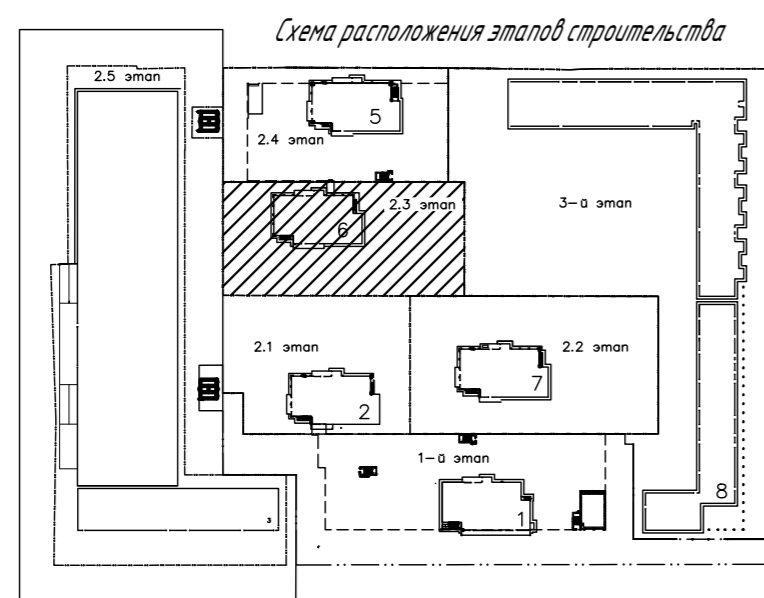 Схема расположения этапов строительства
2.5 этап
5
2.4 этап
2.3 этап
3-й этап
6
2.1 этап
2.2 этап
7
2
1-й этап
8
1
3